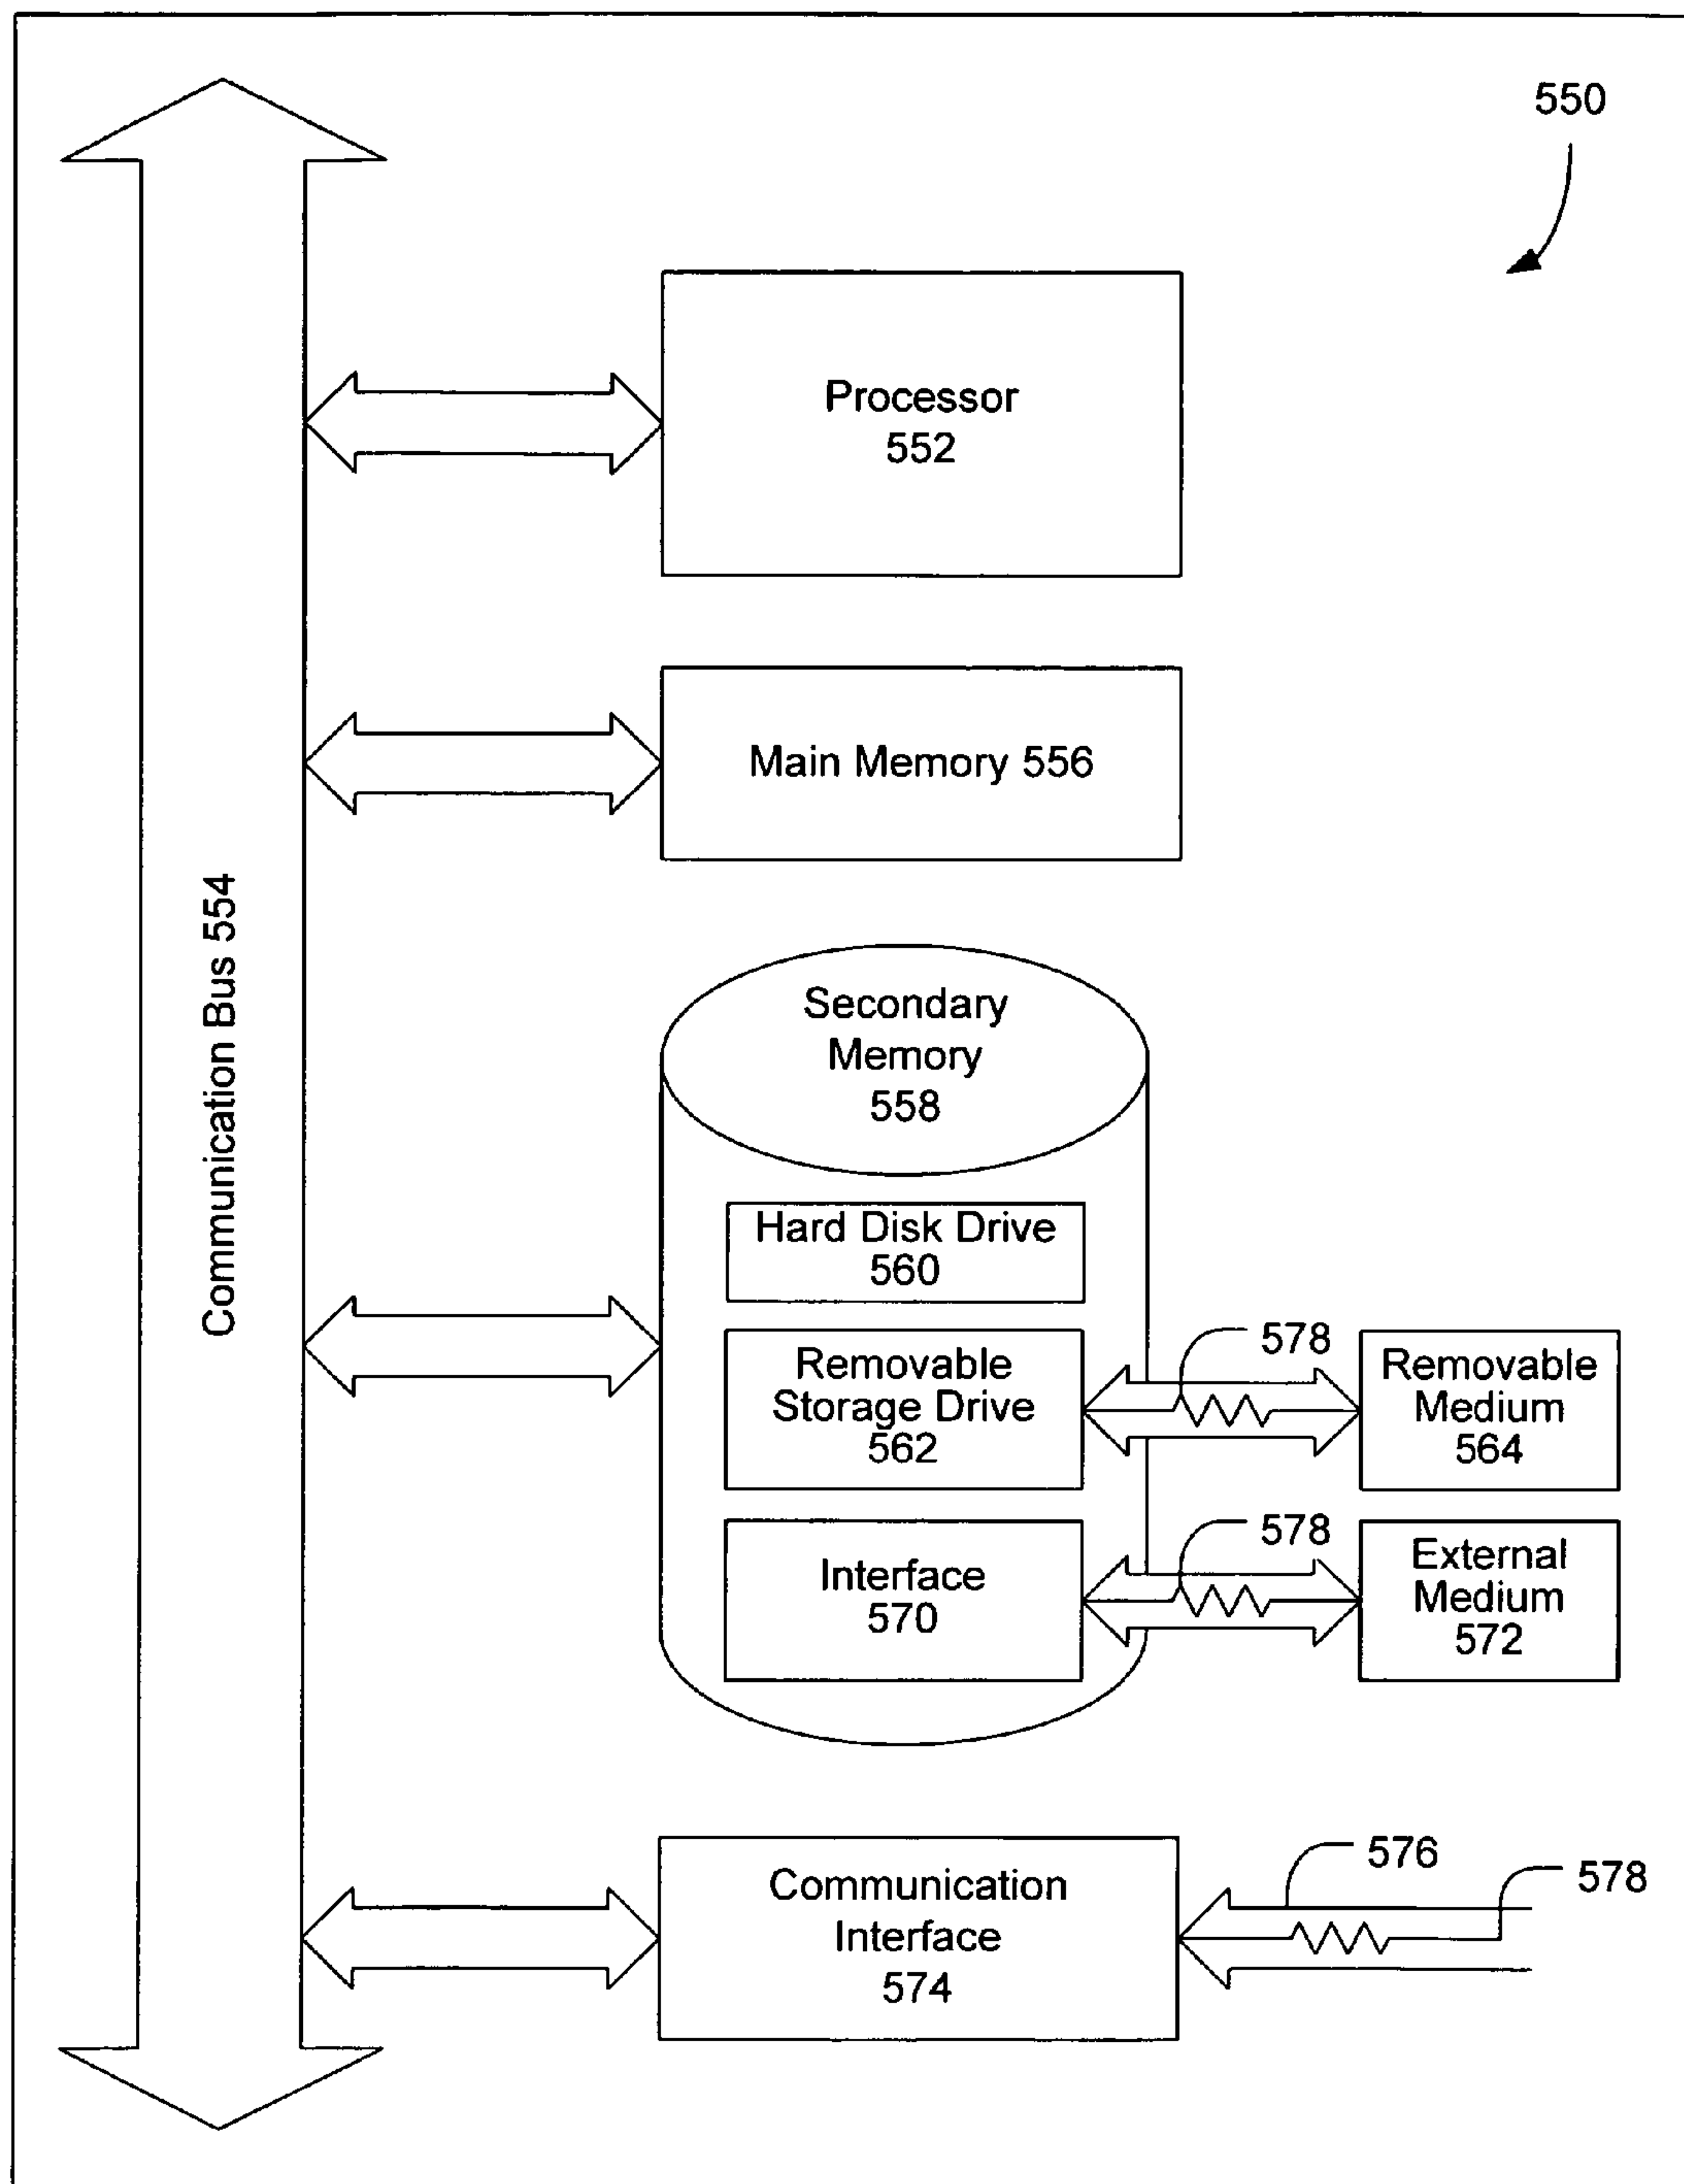 550
Processor
552
Main Memory 556
Communication Bus 554
Secondary
Memory
558
Hard Disk Drive
560
578
Removable
Storage Drive
562
Removable
Medium
564
578
Interface
570
External
Medium
572
576
578
Communication
Interface
574